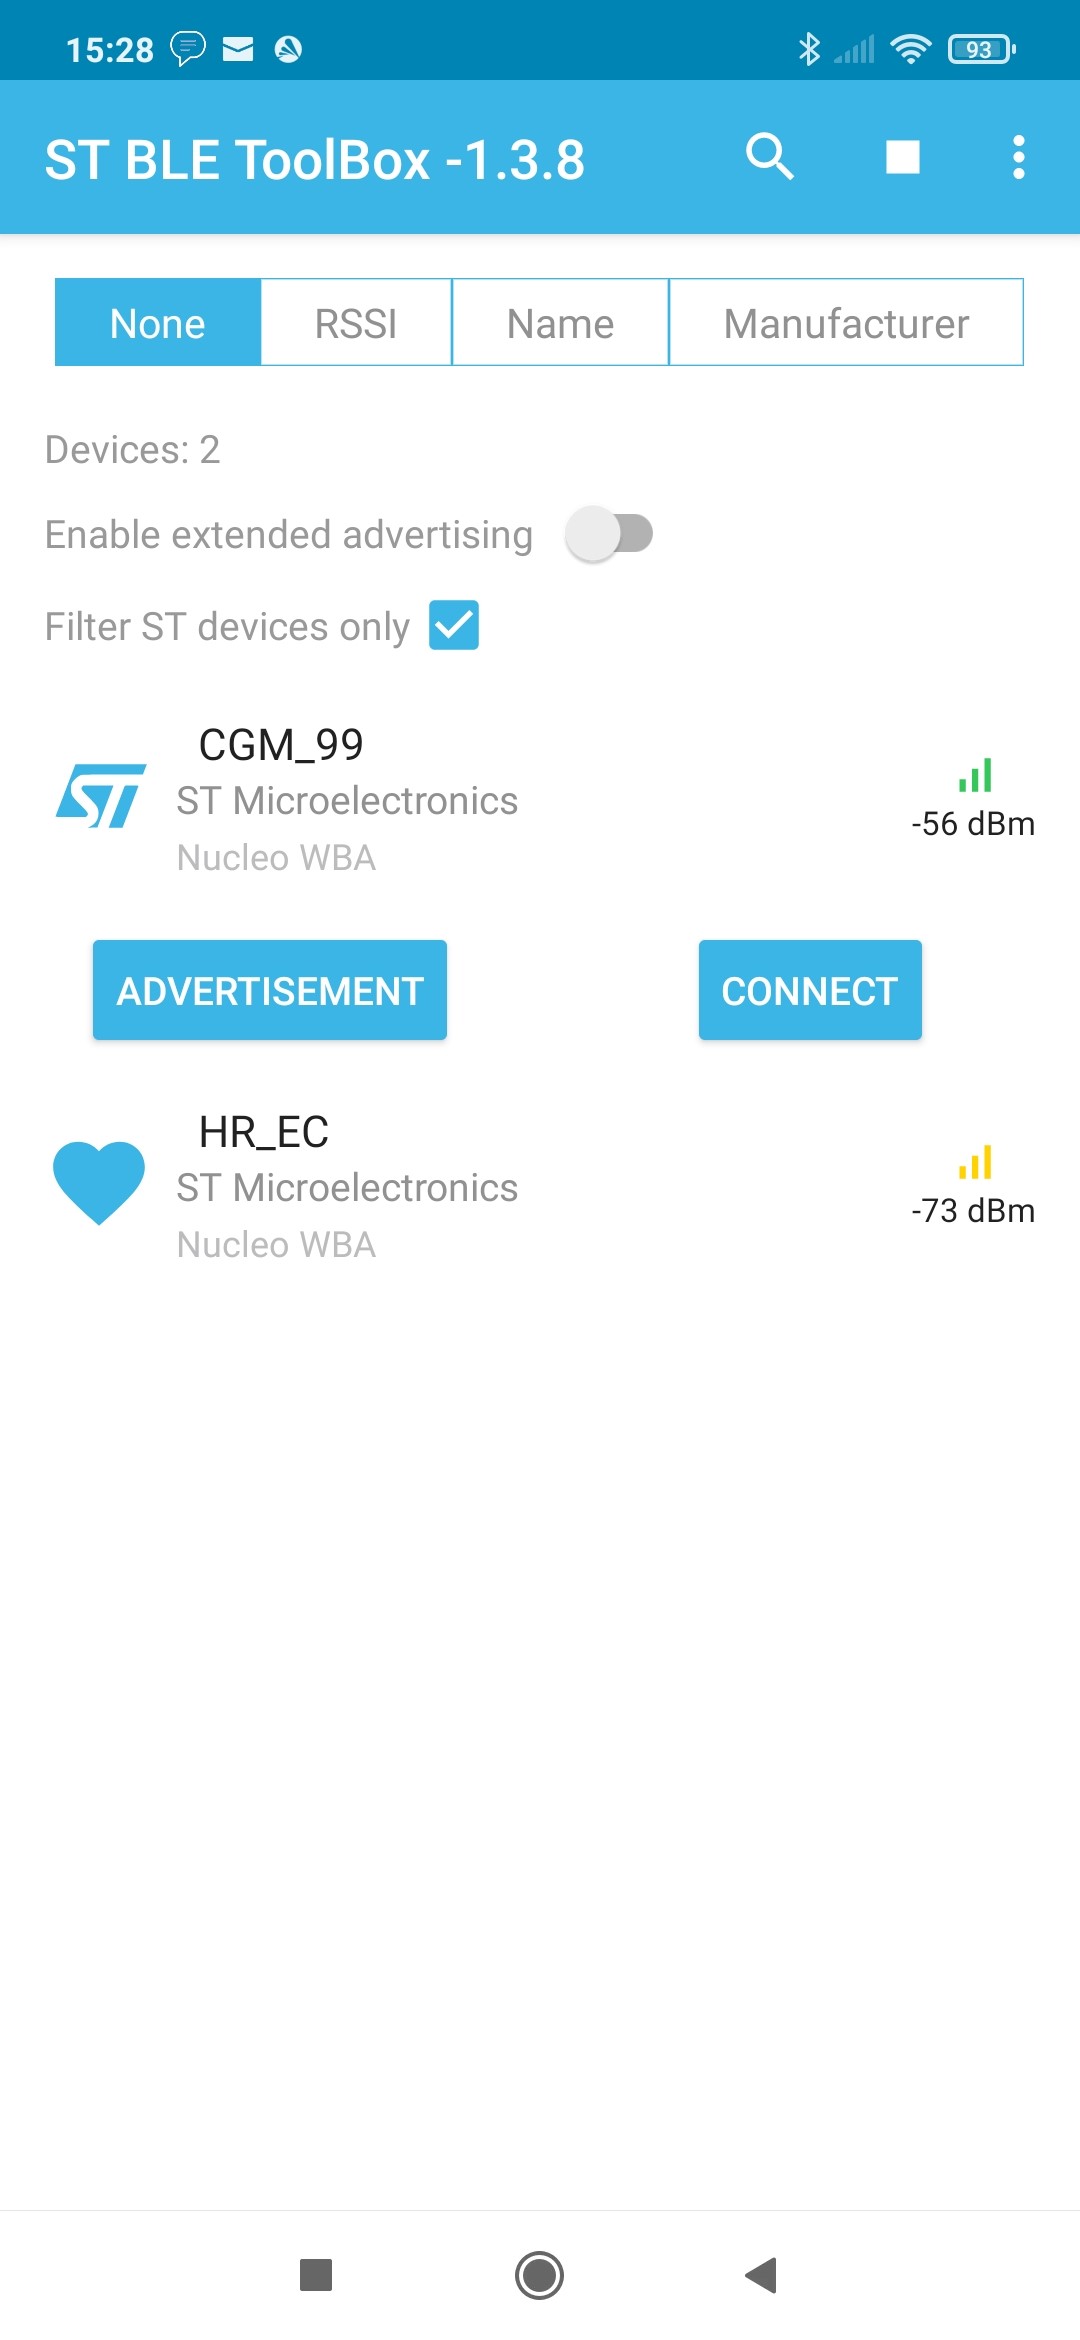 15:28
93
ST BLE ToolBox -1.3.8
None RSSI Name Manufacturer
Devices: 2
Enable extended advertising
Filter ST devices only
CGM_99
ST
ST Microelectronics
-56 dBm
Nucleo WBA
ADVERTISEMENT CONNECT
HR_EC
ST Microelectronics
-73 dBm
Nucleo WBA